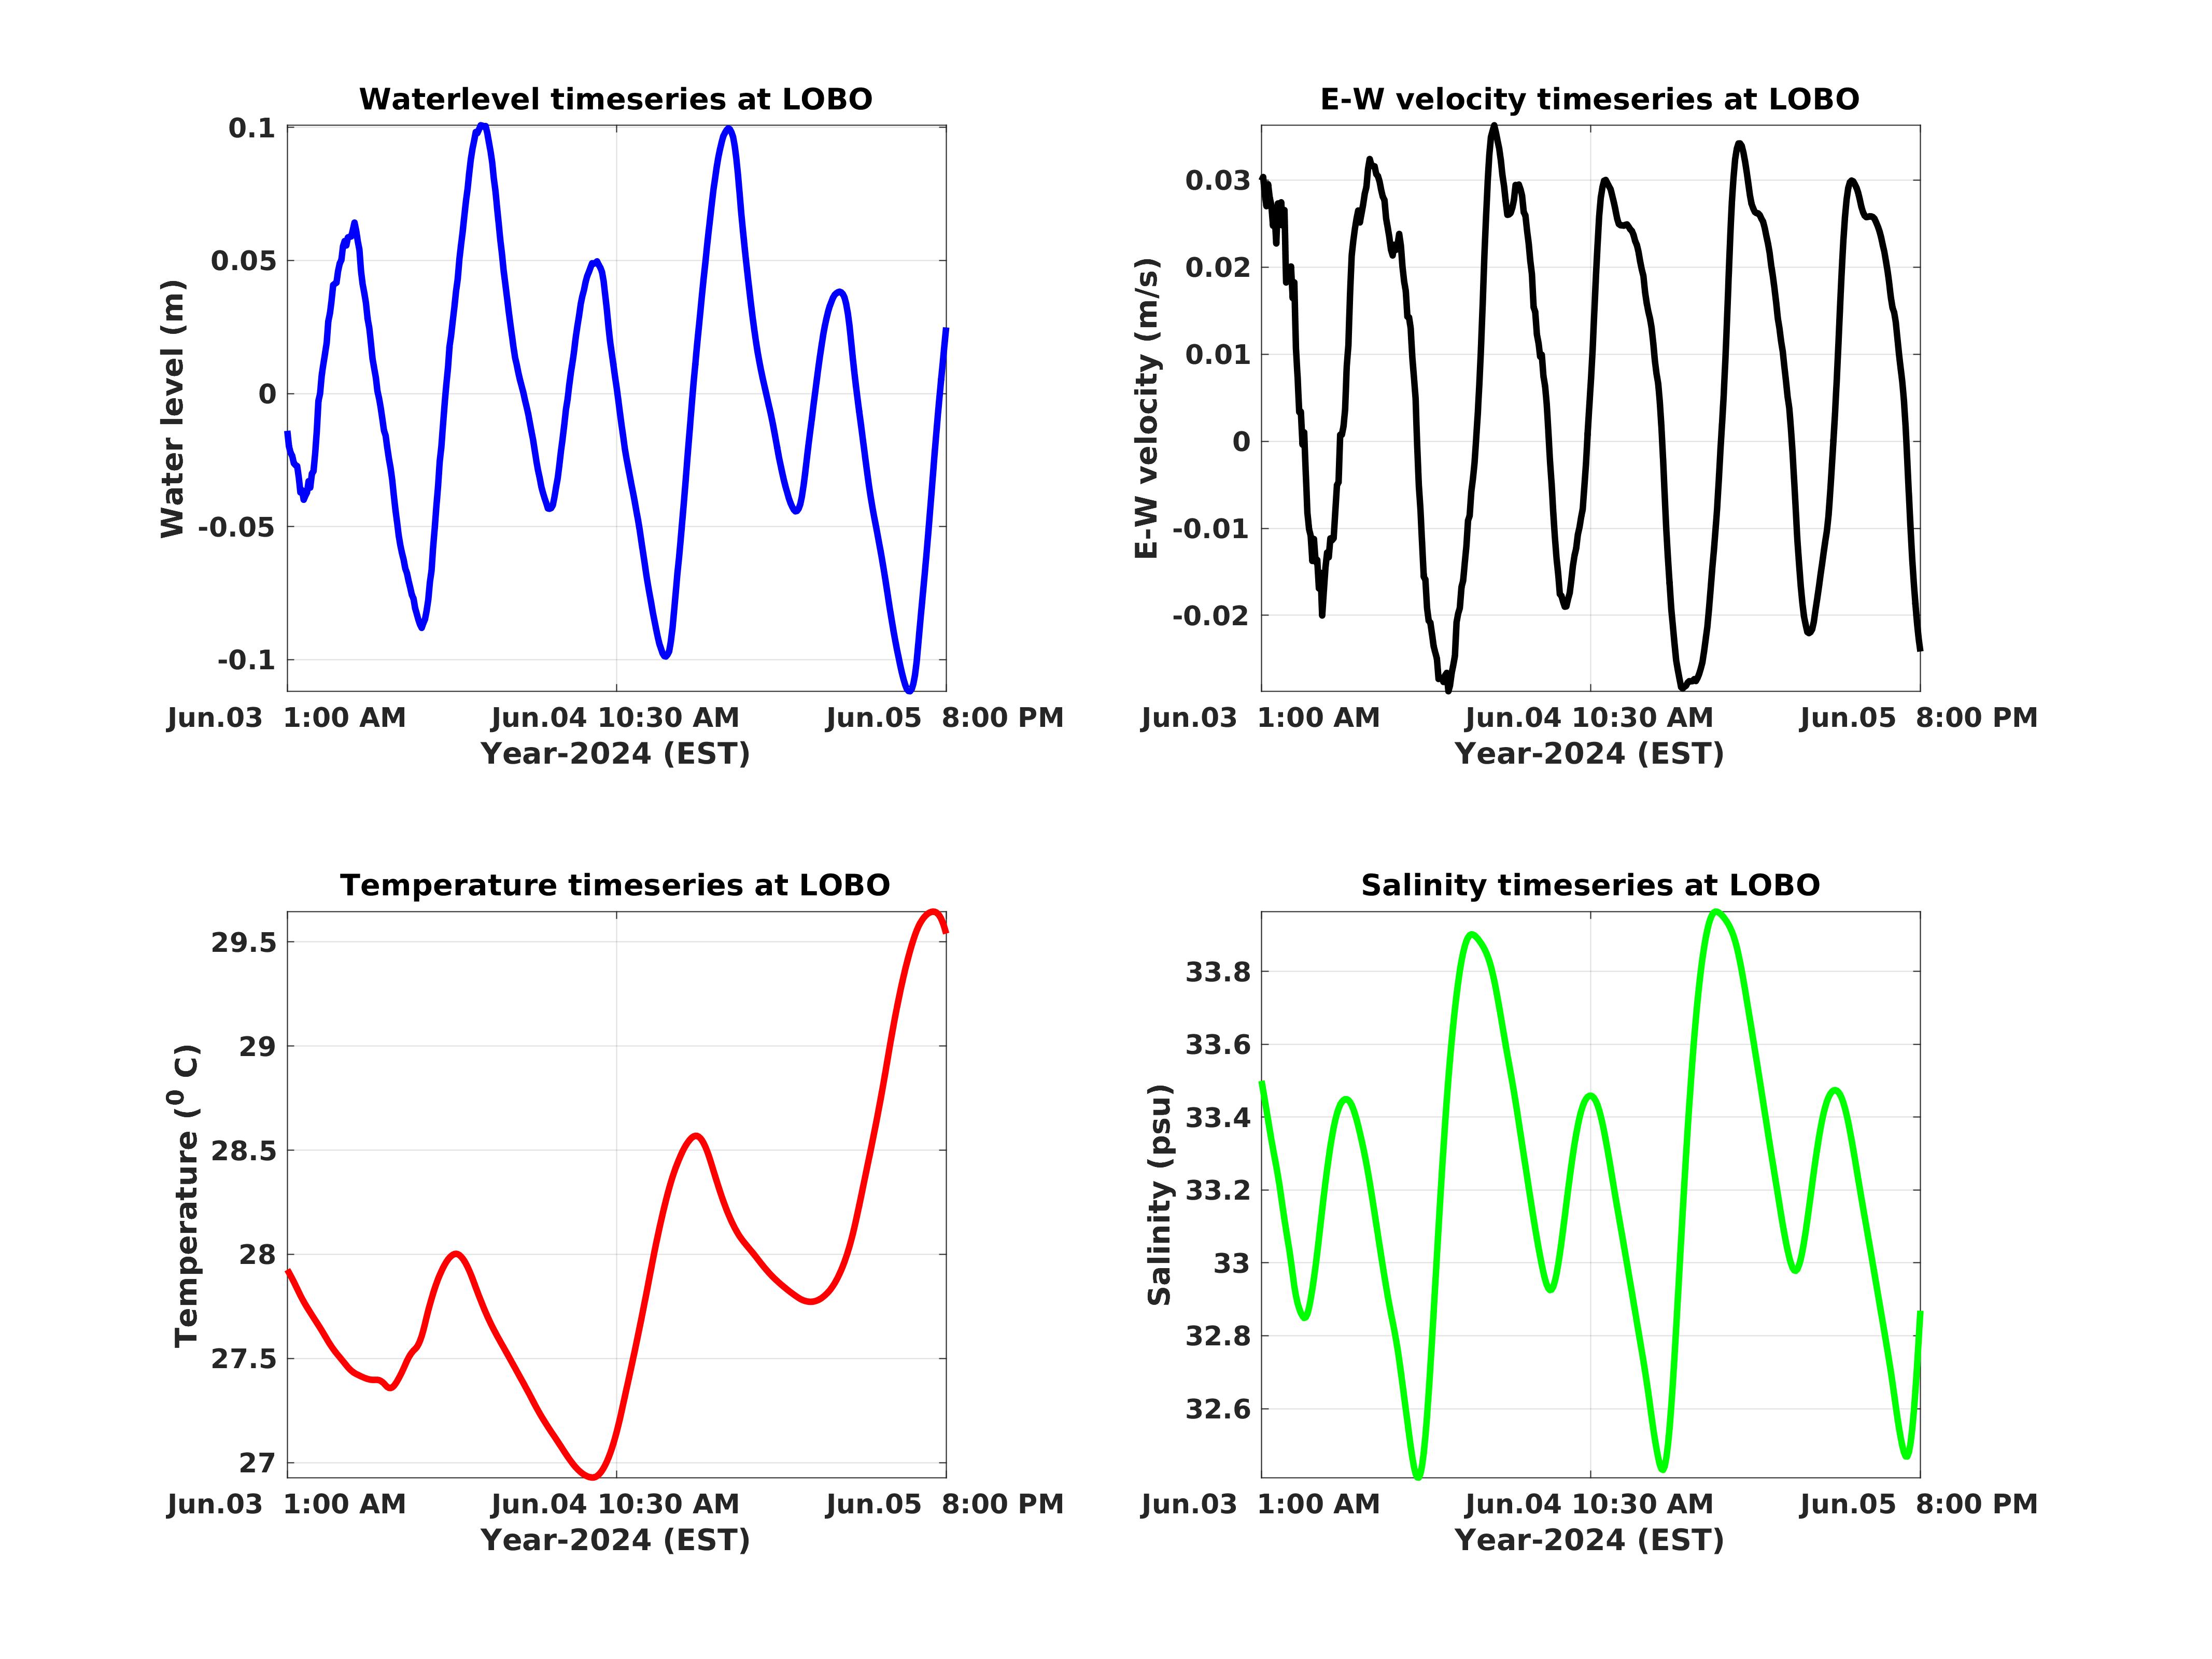 Waterlevel timeseries at LOBO
0.1
0.05
0
-0.05
-0.1
Water level (m)
Jun.03  1:00 AM
Jun.04 10:30 AM
Jun.05  8:00 PM
Year-2024 (EST)
E-W velocity timeseries at LOBO
0.03
0.02
0.01
0
-0.01
-0.02
E-W velocity (m/s)
Jun.03  1:00 AM
Jun.04 10:30 AM
Jun.05  8:00 PM
Year-2024 (EST)
Temperature timeseries at LOBO
29.5
29
28.5
28
27.5
27
Temperature (⁰ C)
Jun.03  1:00 AM
Jun.04 10:30 AM
Jun.05  8:00 PM
Year-2024 (EST)
Salinity timeseries at LOBO
33.8
33.6
33.4
33.2
33
32.8
32.6
Salinity (psu)
Jun.03  1:00 AM
Jun.04 10:30 AM
Jun.05  8:00 PM
Year-2024 (EST)